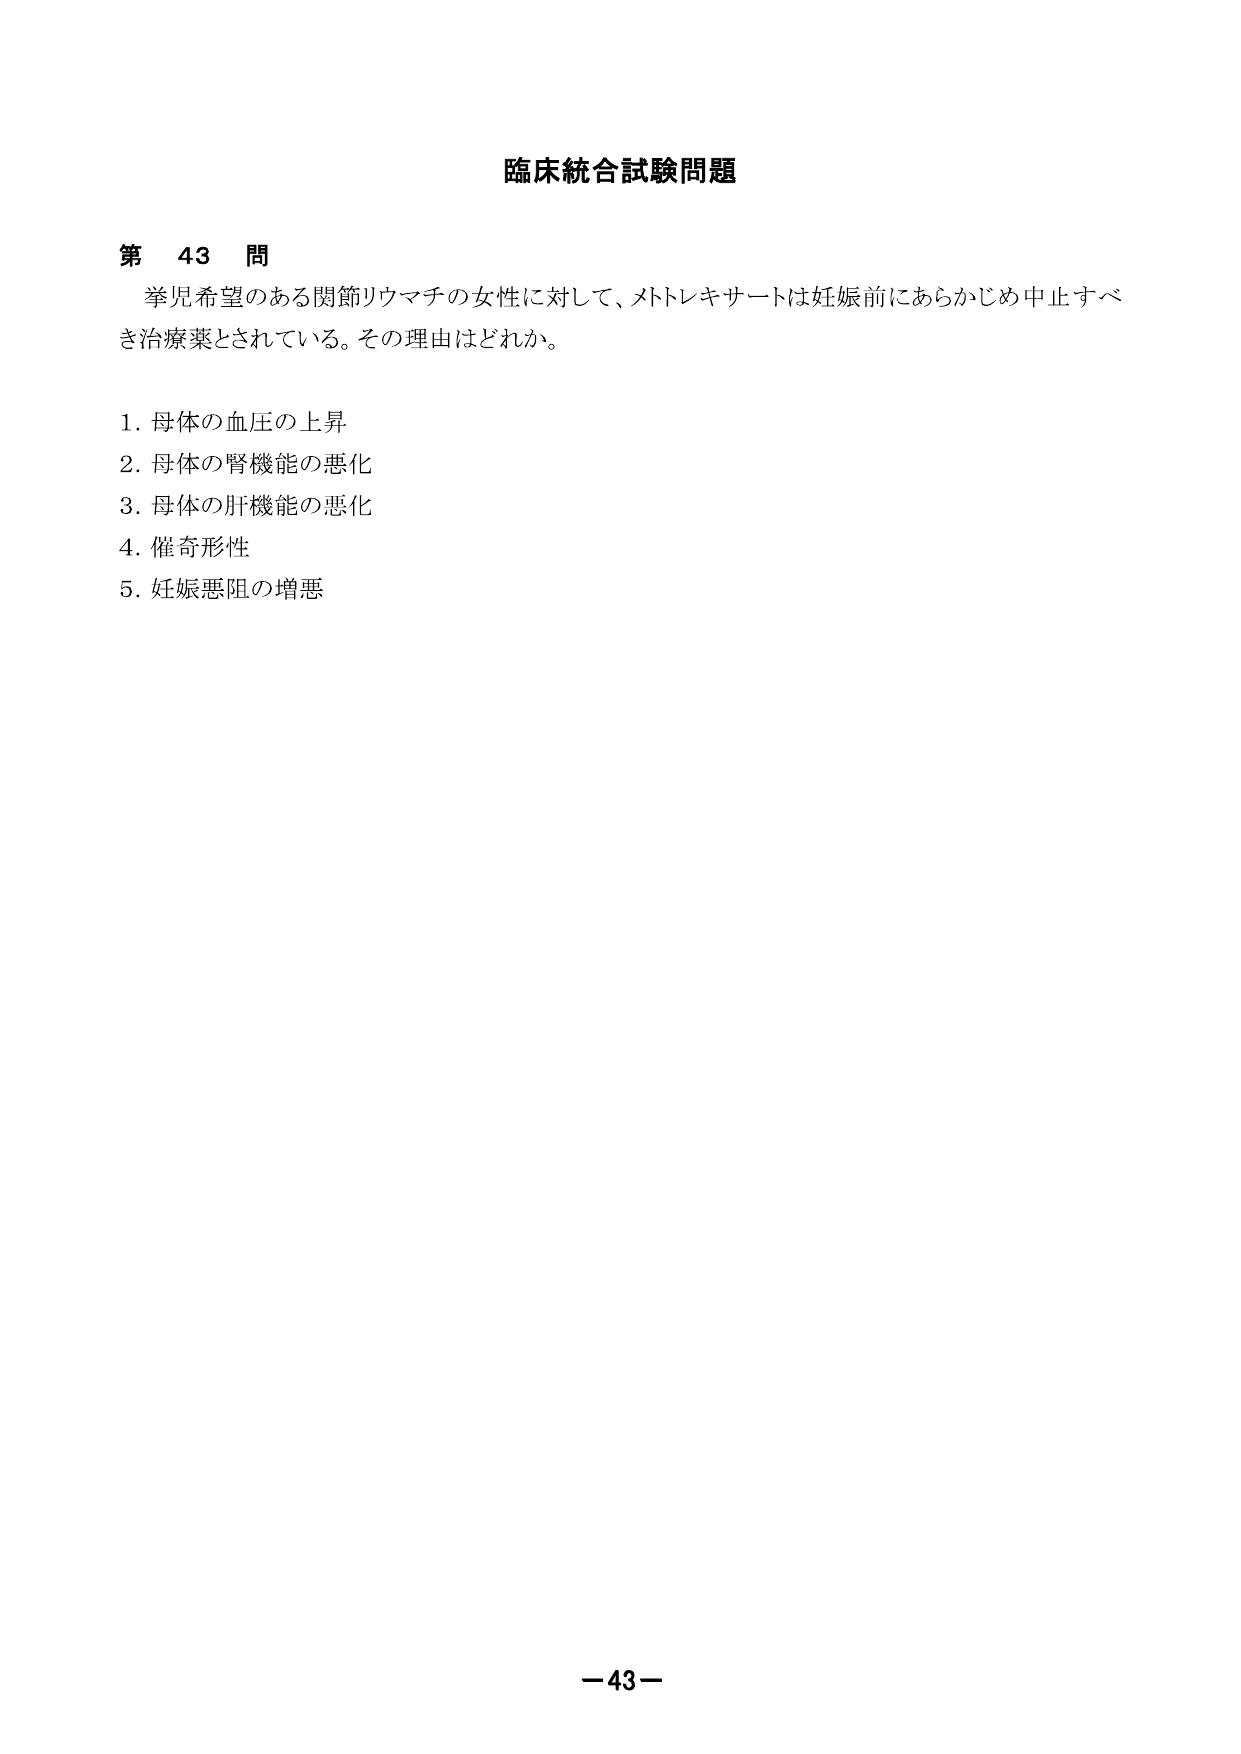 臨床統合試験問題
第　43　問
　挙児希望のある関節リウマチの女性に対して、メトトレキサートは妊娠前にあらかじめ中止すべ
き治療薬とされている。その理由はどれか。
1. 母体の血圧の上昇
2. 母体の腎機能の悪化
3. 母体の肝機能の悪化
4. 催奇形性
5. 妊娠悪阻の増悪
－43－